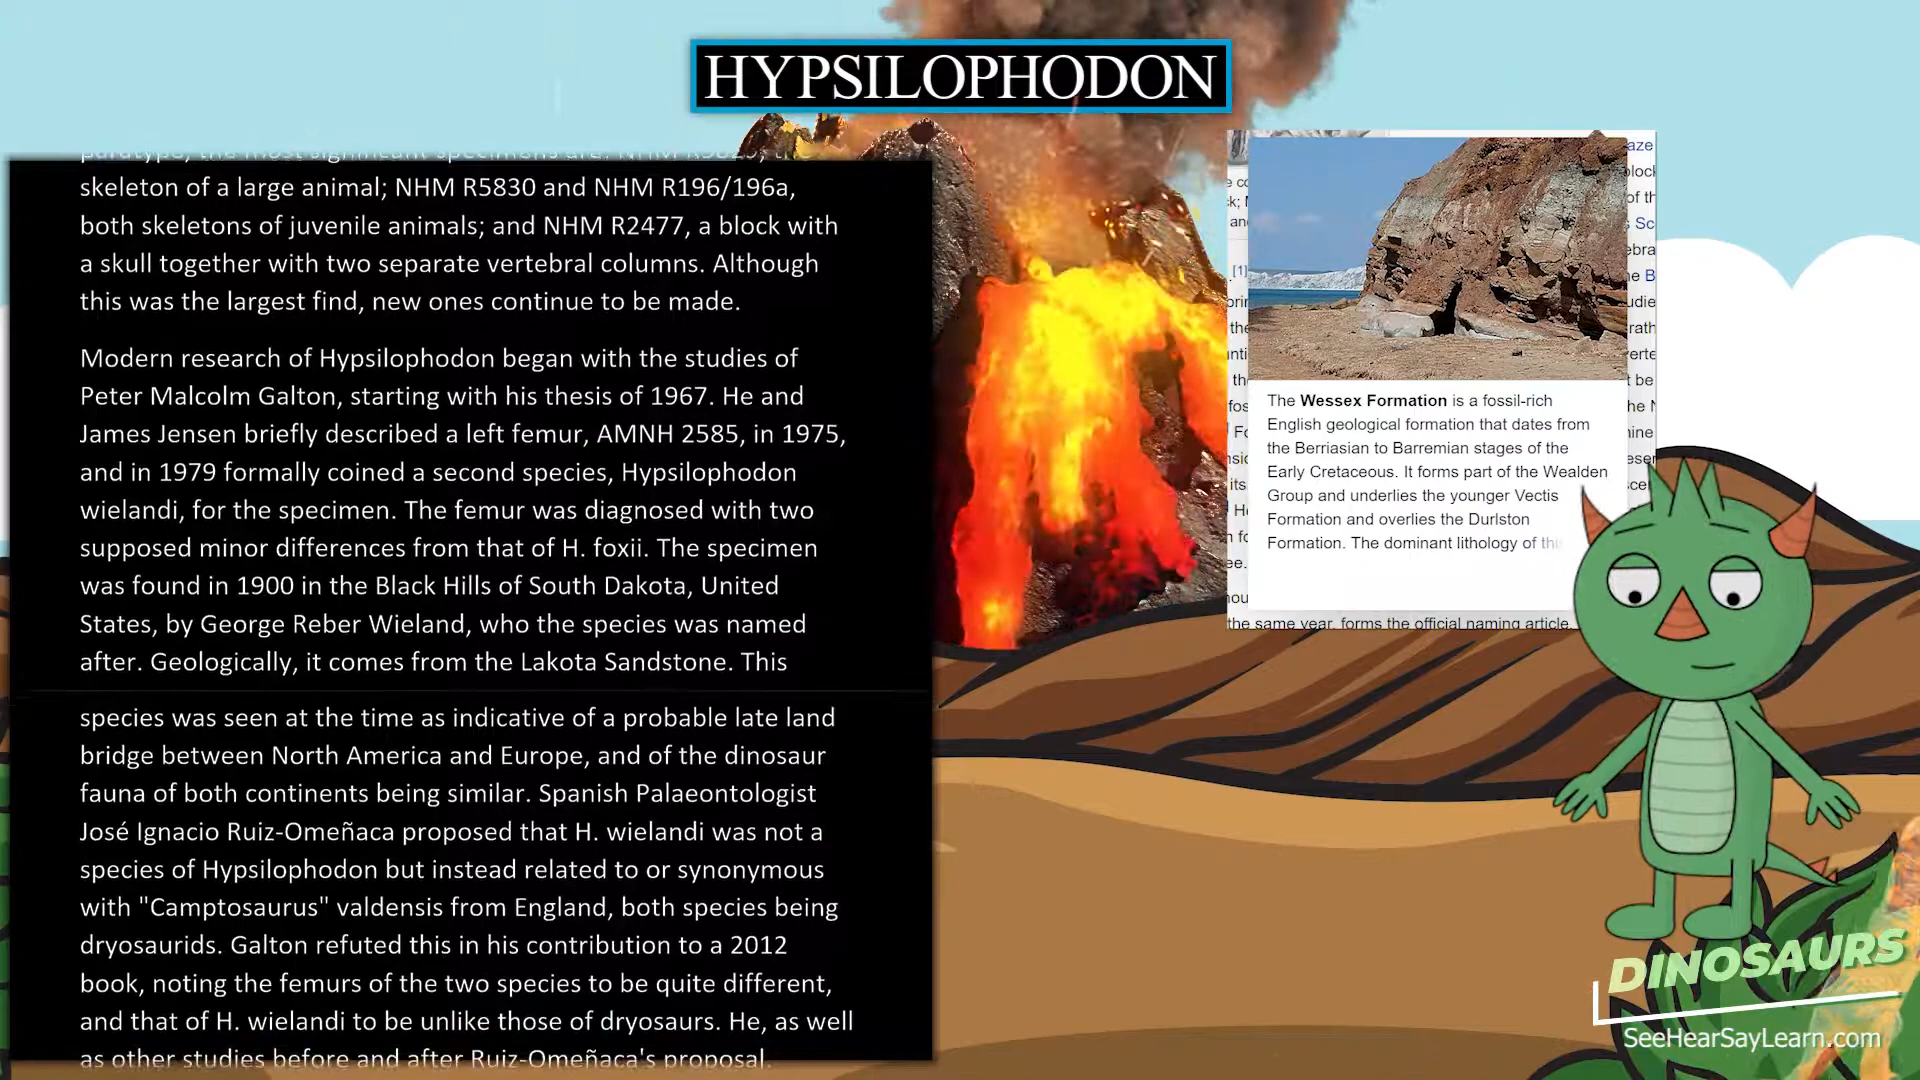 HYPSILOPHODON
paratype, the most significant specimens are: NHM R5829, the
skeleton of a large animal; NHM R5830 and NHM R196/196a,
both skeletons of juvenile animals; and NHM R2477, a block with
a skull together with two separate vertebral columns. Although
this was the largest find, new ones continue to be made.
Modern research of Hypsilophodon began with the studies of
Peter Malcolm Galton, starting with his thesis of 1967. He and
James Jensen briefly described a left femur, AMNH 2585, in 1975,
and in 1979 formally coined a second species, Hypsilophodon
wielandi, for the specimen. The femur was diagnosed with two
supposed minor differences from that of H. foxii. The specimen
was found in 1900 in the Black Hills of South Dakota, United
States, by George Reber Wieland, who the species was named
after. Geologically, it comes from the Lakota Sandstone. This
species was seen at the time as indicative of a probable late land
bridge between North America and Europe, and of the dinosaur
fauna of both continents being similar. Spanish Palaeontologist
José Ignacio Ruiz-Omeñaca proposed that H. wielandi was not a
species of Hypsilophodon but instead related to or synonymous
with "Camptosaurus" valdensis from England, both species being
dryosaurids. Galton refuted this in his contribution to a 2012
book, noting the femurs of the two species to be quite different,
and that of H. wielandi to be unlike those of dryosaurs. He, as well
as other studies before and after Ruiz-Omeñaca's proposal,
The Wessex Formation is a fossil-rich
English geological formation that dates from
the Berriasian to Barremian stages of the
Early Cretaceous. It forms part of the Wealden
Group and underlies the younger Vectis
Formation and overlies the Durlston
Formation. The dominant lithology of this
the same year, forms the official naming article.
DINOSAURS
SeeHearSayLearn.com